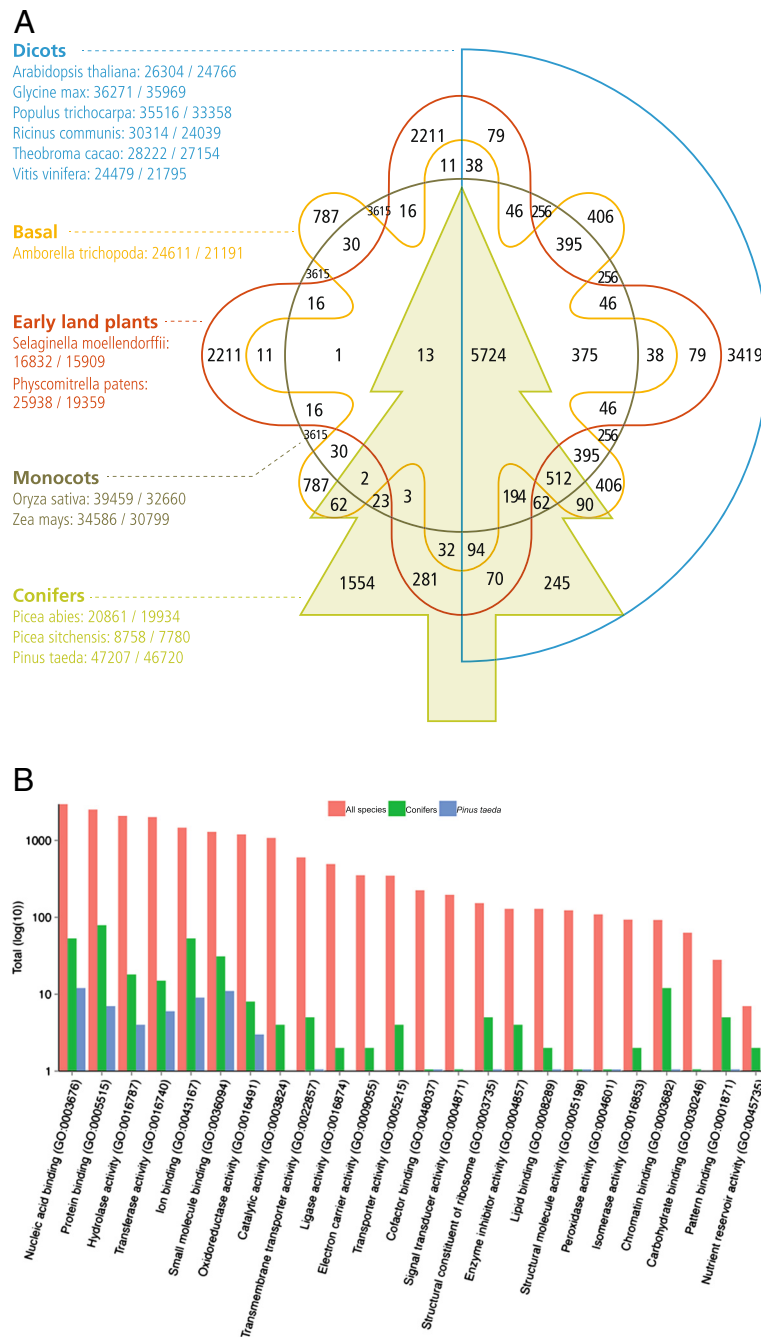 A
Dicots
Arabidopsis thaliana: 26304 / 24766
Glycine max: 36271 / 35969
Populus trichocarpa: 35516 / 33358
Ricinus communis: 30314 / 24039
Theobroma cacao: 28222 / 27154
Vitis vinifera: 24479 / 21795
Basal
Amborella trichopoda: 24611 / 21191
Early land plants
Selaginella moellendorffii:
16832 / 15909
Physcomitrella patens:
25938 / 19359
Monocots
Oryza sativa: 39459 / 32660
Zea mays: 34586 / 30799
Conifers
Picea abies: 20861 / 19934
Picea sitchensis: 8758 / 7780
Pinus taeda: 47207 / 46720
2211 79
11 38
787 3615 16 46 256 406
30 395
3615 256
16 46
2211 11 1 13 5724 375 38 79 3419
16 46
3615 256
30 395
787 2 512 406
62 23 3 194 62 90
32 94
1554 281 70 245
B
All species Conifers Pinus taeda
Total (log(10))
1000
100
10
1
Nucleic acid binding (GO:0003676)
Protein binding (GO:0005515)
Hydrolase activity (GO:0016787)
Transferase activity (GO:0016740)
Ion binding (GO:0043167)
Small molecule binding (GO:0036094)
Oxidoreductase activity (GO:0016491)
Catalytic activity (GO:0003824)
Transmembrane transporter activity (GO:0022857)
Ligase activity (GO:0016874)
Electron carrier activity (GO:0009055)
Transporter activity (GO:0005215)
Cofactor binding (GO:0048037)
Signal transducer activity (GO:0004871)
Structural constituent of ribosome (GO:0003735)
Enzyme inhibitor activity (GO:0004857)
Lipid binding (GO:0008289)
Structural molecule activity (GO:0005198)
Peroxidase activity (GO:0004601)
Isomerase activity (GO:0016853)
Chromatin binding (GO:0003682)
Carbohydrate binding (GO:0030246)
Pattern binding (GO:0001871)
Nutrient reservoir activity (GO:0045735)